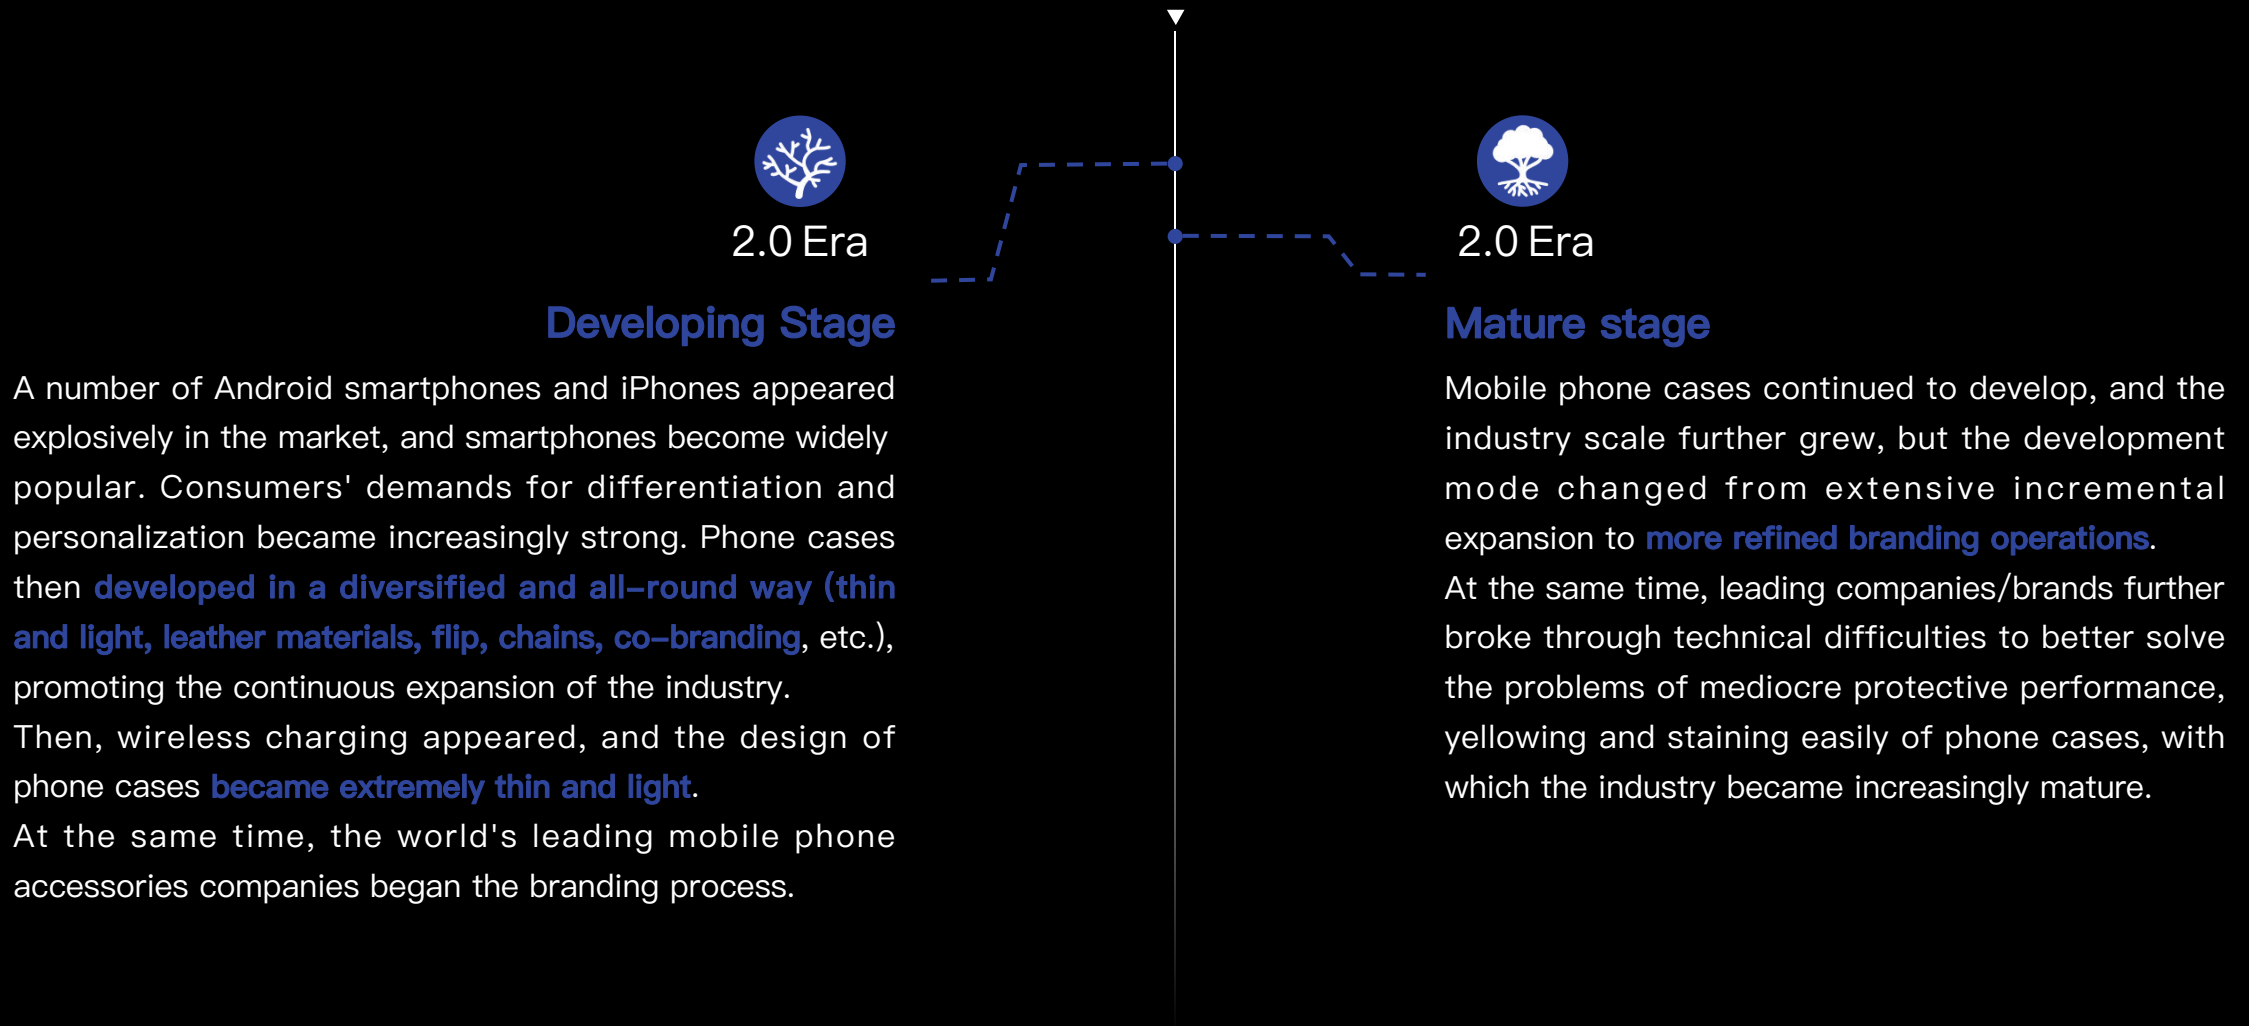 2.0 Era
Developing Stage
A number of Android smartphones and iPhones appeared
explosively in the market, and smartphones become widely
popular. Consumers' demands for differentiation and
personalization became increasingly strong. Phone cases
then developed in a diversified and all-round way (thin
and light, leather materials, flip, chains, co-branding, etc.),
promoting the continuous expansion of the industry.
Then, wireless charging appeared, and the design of
phone cases became extremely thin and light.
At the same time, the world's leading mobile phone
accessories companies began the branding process.
2.0 Era
Mature stage
Mobile phone cases continued to develop, and the
industry scale further grew, but the development
mode changed from extensive incremental
expansion to more refined branding operations.
At the same time, leading companies/brands further
broke through technical difficulties to better solve
the problems of mediocre protective performance,
yellowing and staining easily of phone cases, with
which the industry became increasingly mature.